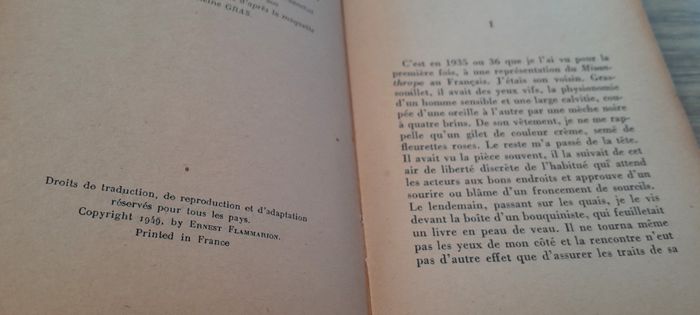 d'après la maquette
GRAS.
Droits de traduction, de reproduction et d'adaptation
réservés pour tous les pays.
Copyright 1949, by ERNEST FLAMMARION.
Printed in France
I
C'est en 1935 ou 36 que je l'ai vu pour la
première fois, à une représentation du Misan-
thrope au Français. J'étais son voisin. Gras-
souillet, il avait des yeux vifs, la physionomie
d'un homme sensible et une large calvitie, cou-
pée d'une oreille à l'autre par une mèche noire
à quatre brins. De son vêtement, je ne me rap-
pelle qu'un gilet de couleur crème, semé de
fleurettes roses. Le reste m'a passé de la tête.
Il avait vu la pièce souvent, il la suivait de cet
air de liberté discrète de l'habitué qui attend
les acteurs aux bons endroits et approuve d'un
sourire ou blâme d'un froncement de sourcils.
Le lendemain, passant sur les quais, je le vis
devant la boîte d'un bouquiniste, qui feuilletait
un livre en peau de veau. Il ne tourna même
pas les yeux de mon côté et la rencontre n'eut
pas d'autre effet que d'assurer les traits de sa